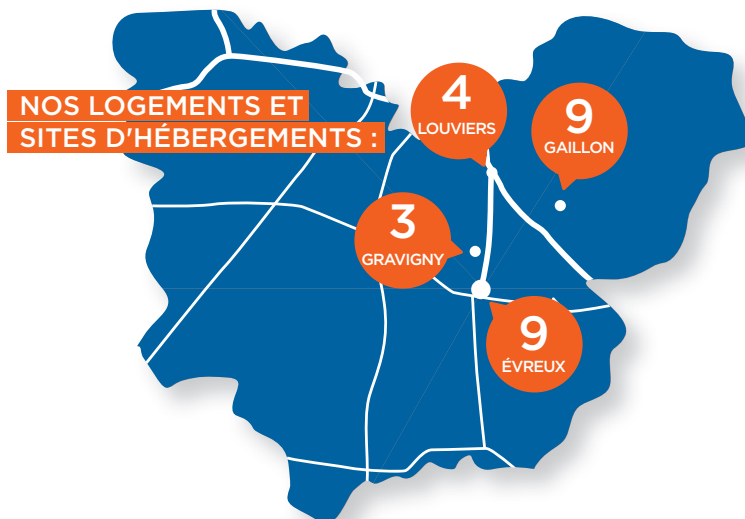 NOS LOGEMENTS ET
SITES D'HÉBERGEMENTS :
4
LOUVIERS
9
GAILLON
3
GRAVIGNY
9
ÉVREUX